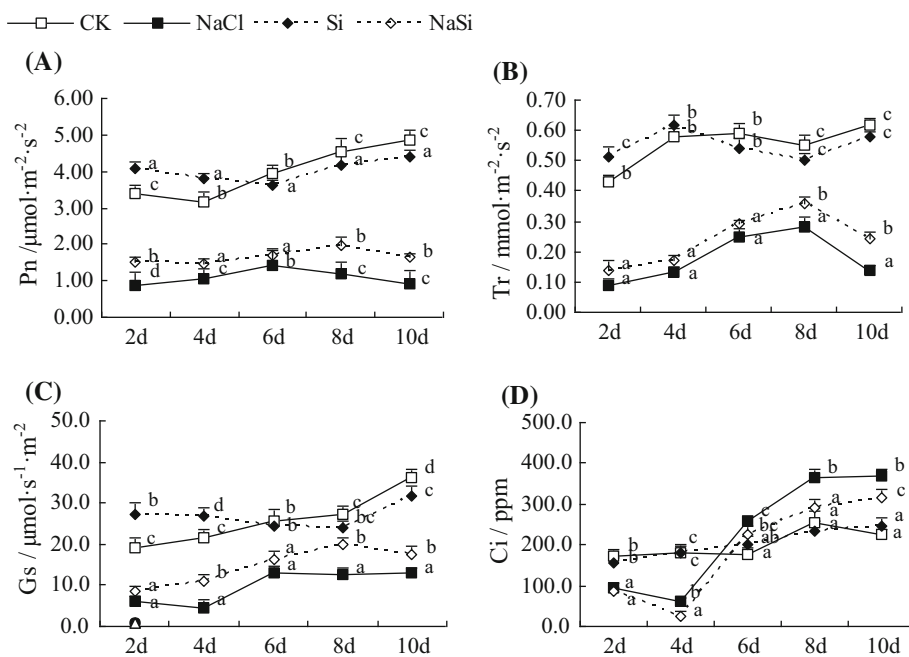 CK NaCl Si NaSi
(A)
Pn /μmol·m⁻²·s⁻²
6.00
5.00
4.00
3.00
2.00
1.00
0.00
a c b d
a b a c
b a a b
c a a c
c a b c
2d 4d 6d 8d 10d
(B)
Tr / mmol·m⁻²·s⁻²
0.70
0.60
0.50
0.40
0.30
0.20
0.10
0.00
c b a a
b b a a
b b a a
c c b a
c c b a
2d 4d 6d 8d 10d
(C)
Gs / μmol·s⁻¹·m⁻²
50.0
40.0
30.0
20.0
10.0
0.0
b c a a
d c b a
b b a a
c bc b a
d c b a
2d 4d 6d 8d 10d
(D)
Ci / ppm
500.0
400.0
300.0
200.0
100.0
0.0
b b a a
c c b a
c bc ab a
b a a a
b c a a
2d 4d 6d 8d 10d